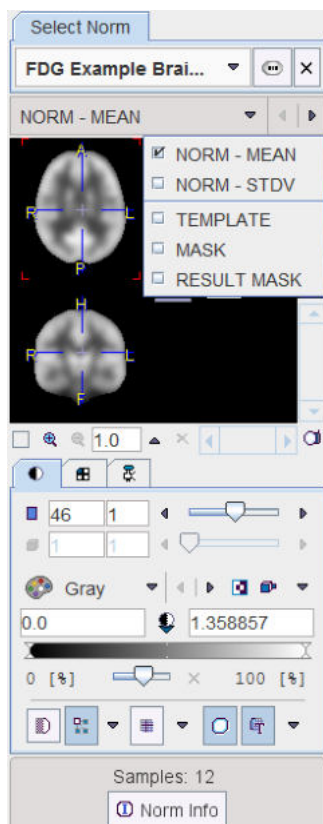 Select Norm
FDG Example Brai...
NORM - MEAN
NORM - MEAN
NORM - STDV
TEMPLATE
MASK
RESULT MASK
A
R L
P
H
R L
F
1.0
46 1
1 1
Gray
0.0 1.358857
0 [%] 100 [%]
Samples: 12
Norm Info